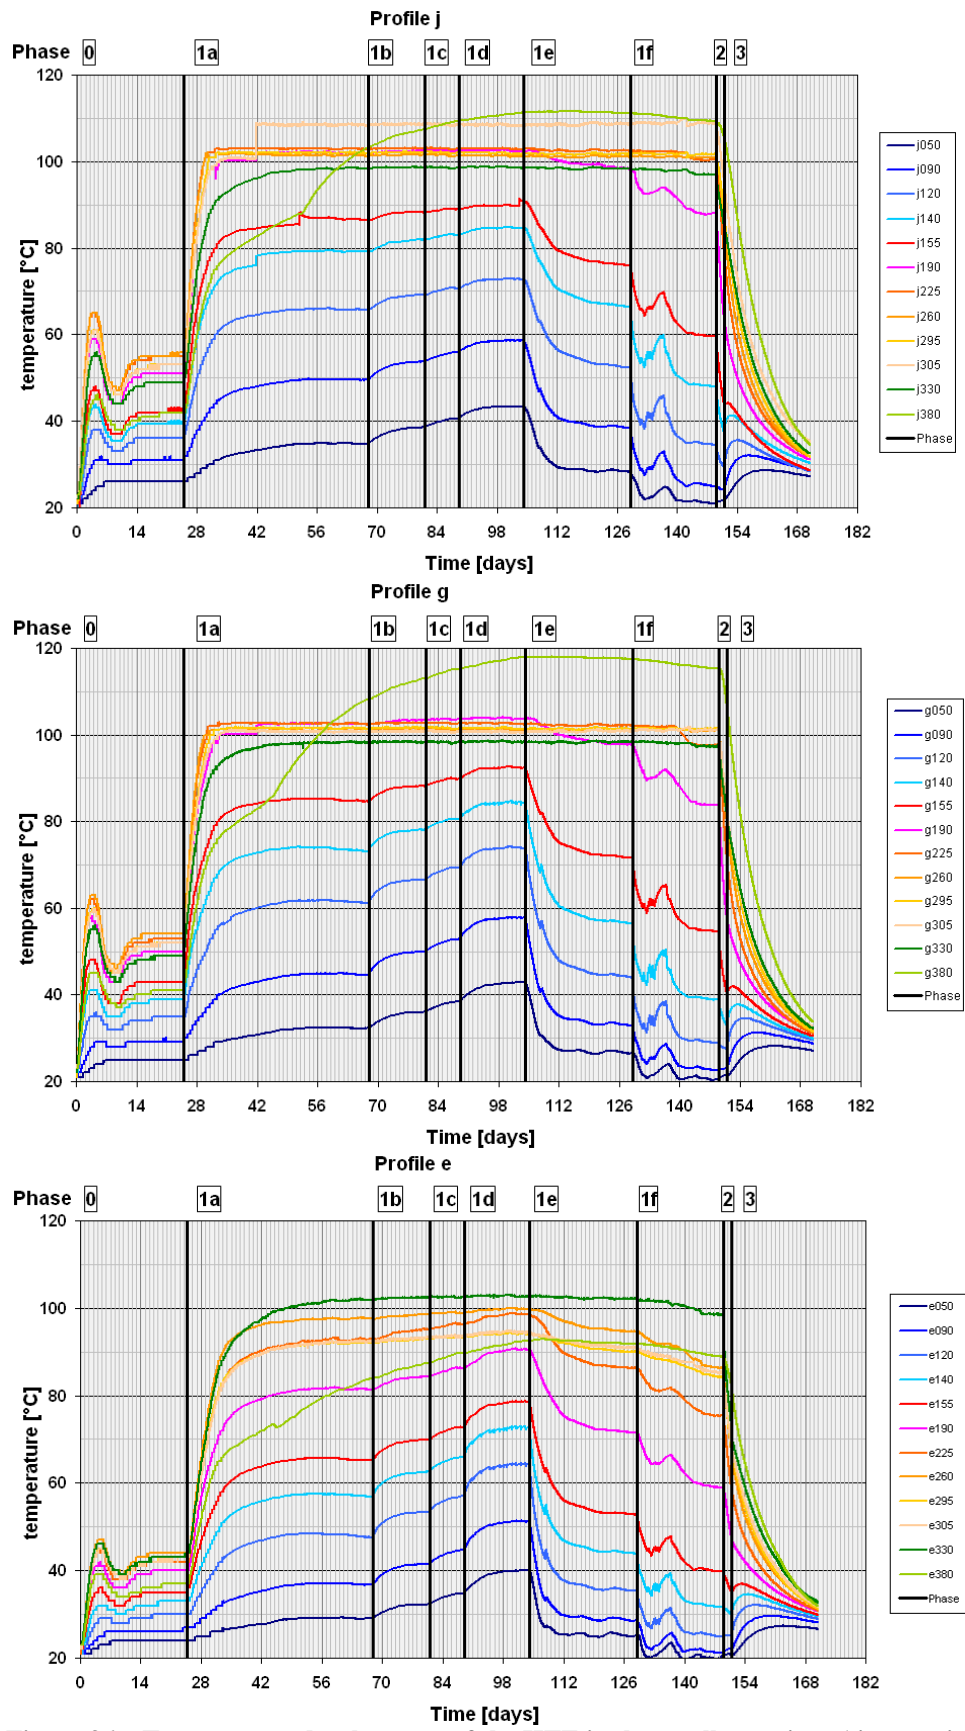 Profile j
Phase 0 1a 1b 1c 1d 1e 1f 2 3
120
100
80
60
40
20
temperature [°C]
0 14 28 42 56 70 84 98 112 126 140 154 168 182
Time [days]
j050
j090
j120
j140
j155
j190
j225
j260
j295
j305
j330
j380
Phase
Profile g
Phase 0 1a 1b 1c 1d 1e 1f 2 3
120
100
80
60
40
20
temperature [°C]
0 14 28 42 56 70 84 98 112 126 140 154 168 182
Time [days]
g050
g090
g120
g140
g155
g190
g225
g260
g295
g305
g330
g380
Phase
Profile e
Phase 0 1a 1b 1c 1d 1e 1f 2 3
120
100
80
60
40
20
temperature [°C]
0 14 28 42 56 70 84 98 112 126 140 154 168 182
Time [days]
e050
e090
e120
e140
e155
e190
e225
e260
e295
e305
e330
e380
Phase